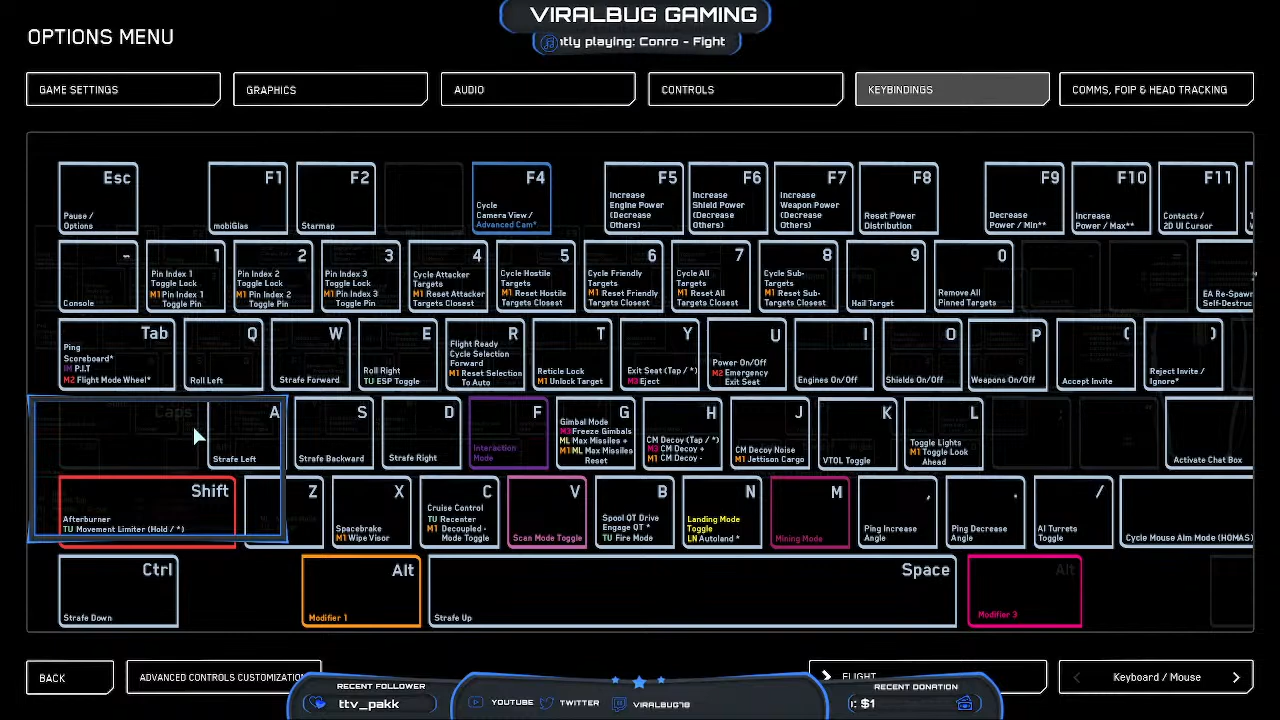 VIRALBUG GAMING
OPTIONS MENU
ntly playing: Conro - Fight
GAME SETTINGS
GRAPHICS
AUDIO
CONTROLS
KEYBINDINGS
COMMS, FOIP & HEAD TRACKING
Esc
Pause /
Options
F1
mobiGlas
F2
Starmap
F4
Cycle
Camera View /
Advanced Cam*
F5
Increase
Engine Power
(Decrease
Others)
F6
Increase
Shield Power
(Decrease
Others)
F7
Increase
Weapon Power
(Decrease
Others)
F8
Reset Power
Distribution
F9
Decrease
Power / Min**
F10
Increase
Power / Max**
F11
Contacts /
2D UI Cursor
~
Console
1
Pin Index 1
Toggle Lock
M1 Pin Index 1
Toggle Pin
2
Pin Index 2
Toggle Lock
M1 Pin Index 2
Toggle Pin
3
Pin Index 3
Toggle Lock
M1 Pin Index 3
Toggle Pin
4
Cycle Attacker
Targets
M1 Reset Attacker
Targets Closest
5
Cycle Hostile
Targets
M1 Reset Hostile
Targets Closest
6
Cycle Friendly
Targets
M1 Reset Friendly
Targets Closest
7
Cycle All
Targets
M1 Reset All
Targets Closest
8
Cycle Sub-
Targets
M1 Reset Sub-
Targets Closest
9
Hail Target
0
Remove All
Pinned Targets
EA Re-Spawn
Self-Destruc
Tab
Ping
Scoreboard*
IM P.I.T
M2 Flight Mode Wheel*
Q
Roll Left
W
Strafe Forward
E
Roll Right
TU ESP Toggle
R
Flight Ready
Cycle Selection
Forward
M1 Reset Selection
To Auto
T
Reticle Lock
M1 Unlock Target
Y
Exit Seat (Tap / *)
M3 Eject
U
Power On/Off
M2 Emergency
Exit Seat
I
Engines On/Off
O
Shields On/Off
P
Weapons On/Off
(
Accept Invite
)
Reject Invite /
Ignore*
Caps
A
Strafe Left
S
Strafe Backward
D
Strafe Right
F
Interaction
Mode
G
Gimbal Mode
M3 Freeze Gimbals
ML Max Missiles +
M1 ML Max Missiles
Reset
H
CM Decoy (Tap / *)
M3 CM Decoy +
M1 CM Decoy -
J
CM Decoy Noise
M1 Jettison Cargo
K
VTOL Toggle
L
Toggle Lights
M1 Toggle Look
Ahead
Activate Chat Box
Shift
Afterburner
TU Movement Limiter (Hold / *)
Z
X
Spacebrake
M1 Wipe Visor
C
Cruise Control
TU Recenter
M1 Decoupled -
Mode Toggle
V
Scan Mode Toggle
B
Spool QT Drive
Engage QT *
TU Fire Mode
N
Landing Mode
Toggle
LN Autoland *
M
Mining Mode
,
Ping Increase
Angle
.
Ping Decrease
Angle
/
AI Turrets
Toggle
Cycle Mouse Aim Mode (HOMAS)
Ctrl
Strafe Down
Alt
Modifier 1
Space
Strafe Up
Alt
Modifier 3
BACK
ADVANCED CONTROLS CUSTOMIZATIO
FLIGHT
Keyboard / Mouse
RECENT FOLLOWER
ttv_pakk
YOUTUBE
TWITTER
VIRALBUG78
RECENT DONATION
: $1